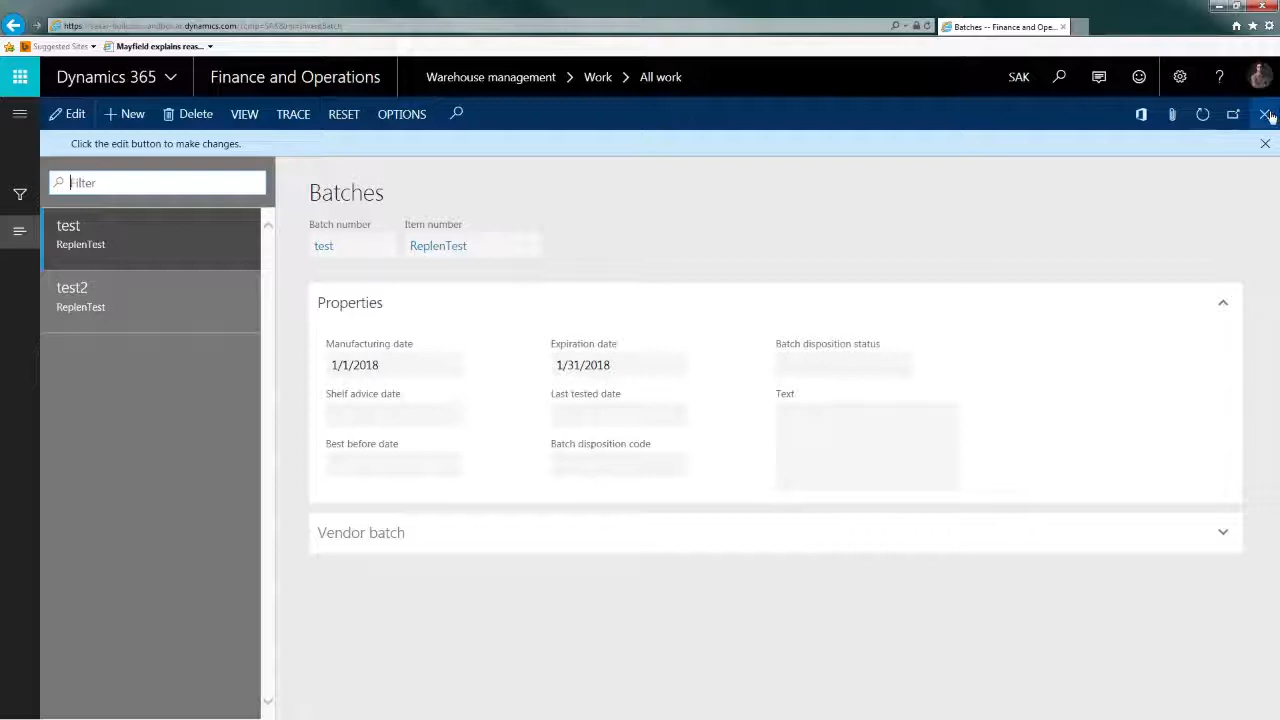 dynamics.com
Batches -- Finance and Ope...
Suggested Sites
Mayfield explains reas...
Dynamics 365
Finance and Operations
Warehouse management
Work
All work
SAK
?
Edit
New
Delete
VIEW
TRACE
RESET
OPTIONS
Click the edit button to make changes.
Filter
test
ReplenTest
test2
ReplenTest
Batches
Batch number
Item number
test
ReplenTest
Properties
Manufacturing date
Expiration date
Batch disposition status
1/1/2018
1/31/2018
Shelf advice date
Last tested date
Text
Best before date
Batch disposition code
Vendor batch